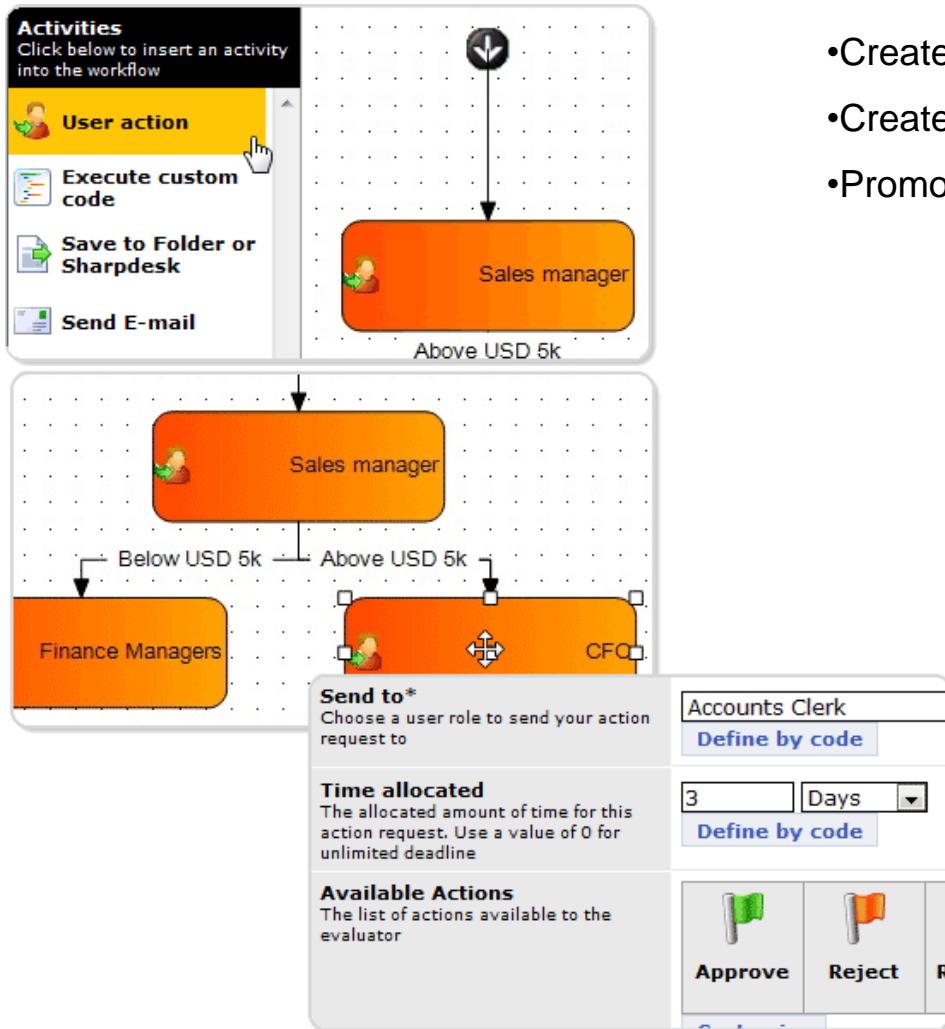 Activities
Click below to insert an activity
into the workflow
User action
Execute custom
code
Save to Folder or
Sharpdesk
Send E-mail
Sales manager
Above USD 5k
•Create
•Create
•Promo
Sales manager
Below USD 5k
Above USD 5k
Finance Managers
CFO
Send to*
Choose a user role to send your action
request to
Accounts Clerk
Define by code
Time allocated
The allocated amount of time for this
action request. Use a value of 0 for
unlimited deadline
3 Days
Define by code
Available Actions
The list of actions available to the
evaluator
Approve
Reject